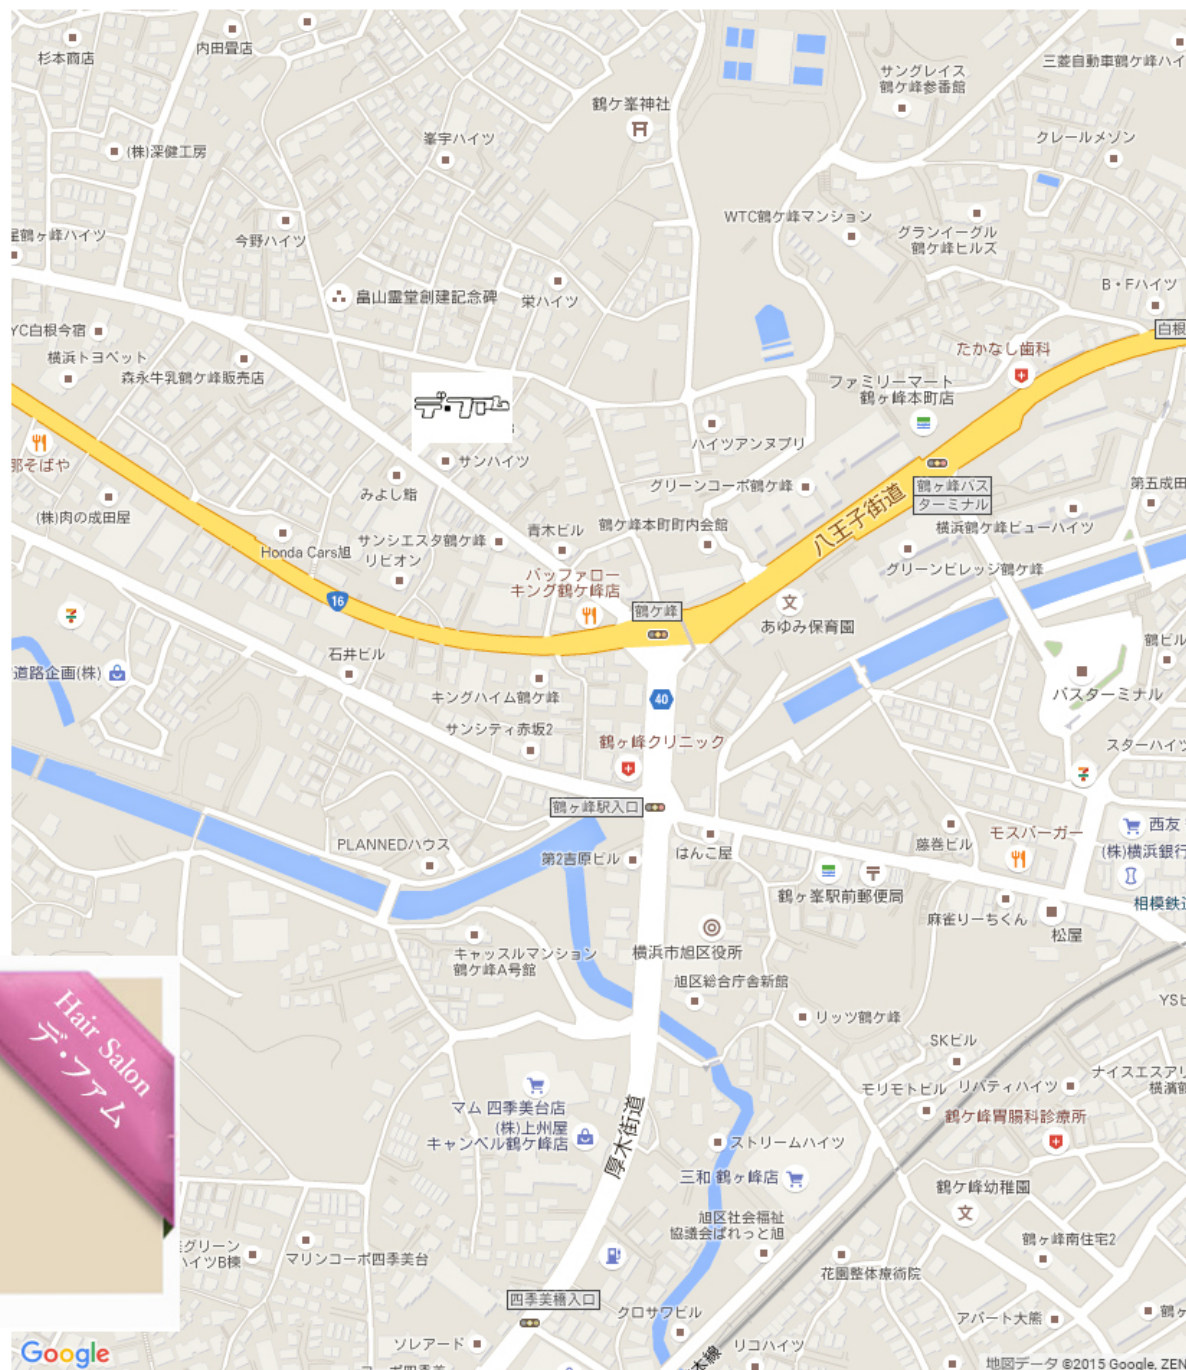 内田畳店
杉本商店
三菱自動車鶴ケ峰ハイ
サングレイス
鶴ケ峰参番館
鶴ケ峯神社
峯宇ハイツ
クレールメゾン
(株)深健工房
WTC鶴ケ峰マンション
グランイーグル
鶴ケ峰ヒルズ
今野ハイツ
星鶴ヶ峰ハイツ
B・Fハイツ
畠山霊堂創建記念碑
栄ハイツ
YC白根今宿
白根
横浜トヨペット
森永牛乳鶴ケ峰販売店
たかなし歯科
ファミリーマート
鶴ケ峰本町店
デ・ファム
ハイツアンヌプリ
サンハイツ
那そばや
みよし鮨
グリーンコーポ鶴ケ峰
鶴ヶ峰バス
ターミナル
第五成田
(株)肉の成田屋
八王子街道
横浜鶴ケ峰ビューハイツ
青木ビル
鶴ケ峰本町町内会館
サンシエスタ鶴ケ峰
Honda Cars旭
リビオン
グリーンビレッジ鶴ケ峰
バッファロー
キング鶴ケ峰店
16
鶴ケ峰
あゆみ保育園
鶴ビル
石井ビル
道路企画(株)
キングハイム鶴ケ峰
40
バスターミナル
サンシティ赤坂2
鶴ヶ峰クリニック
スターハイツ
鶴ヶ峰駅入口
西友
PLANNEDハウス
はんこ屋
藤巻ビル
モスバーガー
(株)横浜銀行
第2吉原ビル
鶴ヶ峯駅前郵便局
相模鉄道
麻雀りーちくん
松屋
キャッスルマンション
鶴ケ峰A号館
横浜市旭区役所
旭区総合庁舎新館
YSビ
リッツ鶴ケ峰
Hair Salon
デ・ファム
SKビル
ナイスエスアリ
横濱鶴
モリモトビル
リバティハイツ
マム 四季美台店
(株)上州屋
キャンベル鶴ケ峰店
鶴ケ峰胃腸科診療所
厚木街道
ストリームハイツ
三和 鶴ヶ峰店
鶴ケ峰幼稚園
旭区社会福祉
協議会ぱれっと旭
グリーン
ハイツB棟
マリンコーポ四季美台
鶴ヶ峰南住宅2
花園整体療術院
四季美橋入口
クロサワビル
アパート大熊
鶴ヶ
ソレアード
リコハイツ
本線
Google
地図データ ©2015 Google, ZEN